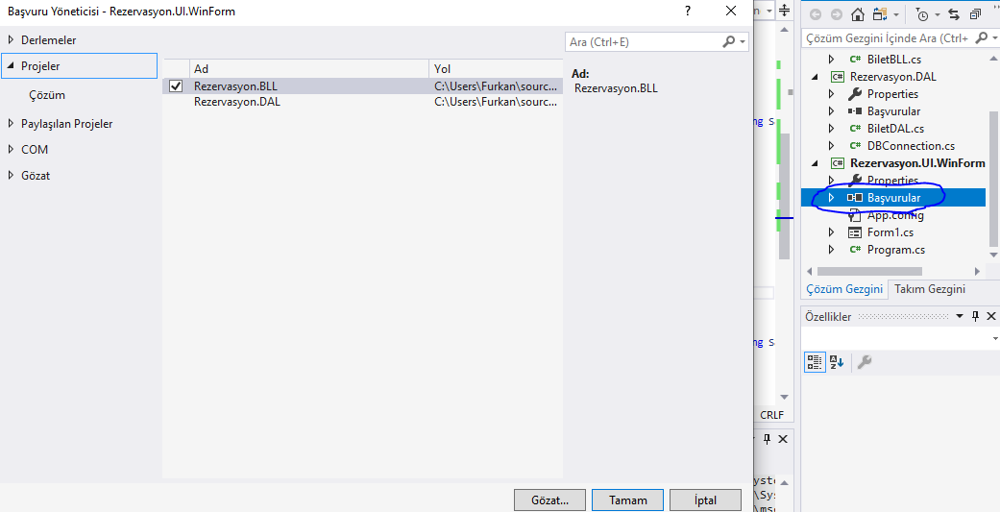 Başvuru Yöneticisi - Rezervasyon.UI.WinForm
?
Derlemeler
Projeler
Çözüm
Paylaşılan Projeler
COM
Gözat
Ara (Ctrl+E)
Ad Yol
Rezervasyon.BLL C:\Users\Furkan\sourc...
Rezervasyon.DAL C:\Users\Furkan\sourc...
Ad:
Rezervasyon.BLL
Gözat... Tamam İptal
CRLF
Çözüm Gezgini İçinde Ara (Ctrl+
C# BiletBLL.cs
C# Rezervasyon.DAL
Properties
Başvurular
C# BiletDAL.cs
C# DBConnection.cs
C# Rezervasyon.UI.WinForm
Properties
Başvurular
App.config
Form1.cs
C# Program.cs
Çözüm Gezgini Takım Gezgini
Özellikler